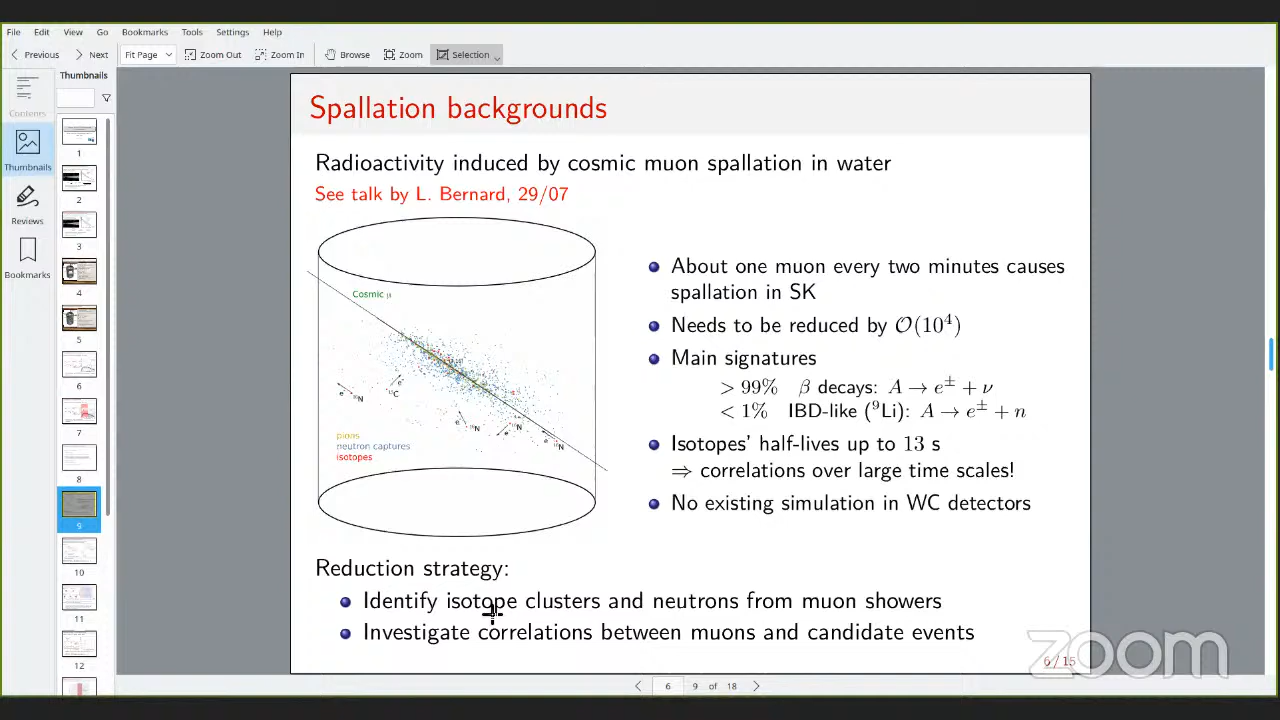 File Edit View Go Bookmarks Tools Settings Help
Previous Next Fit Page Zoom Out Zoom In Browse Zoom Selection
Thumbnails
Contents
Thumbnails
Reviews
Bookmarks
1
2
3
4
5
6
7
8
9
10
11
12
Spallation backgrounds
Radioactivity induced by cosmic muon spallation in water
See talk by L. Bernard, 29/07
Cosmic μ
pions
neutron captures
isotopes
About one muon every two minutes causes
spallation in SK
Needs to be reduced by O(10⁴)
Main signatures
> 99% β decays: A → e± + ν
< 1% IBD-like (⁹Li): A → e± + n
Isotopes' half-lives up to 13 s
⇒ correlations over large time scales!
No existing simulation in WC detectors
Reduction strategy:
Identify isotope clusters and neutrons from muon showers
Investigate correlations between muons and candidate events
6 / 15
zoom
6 9 of 18